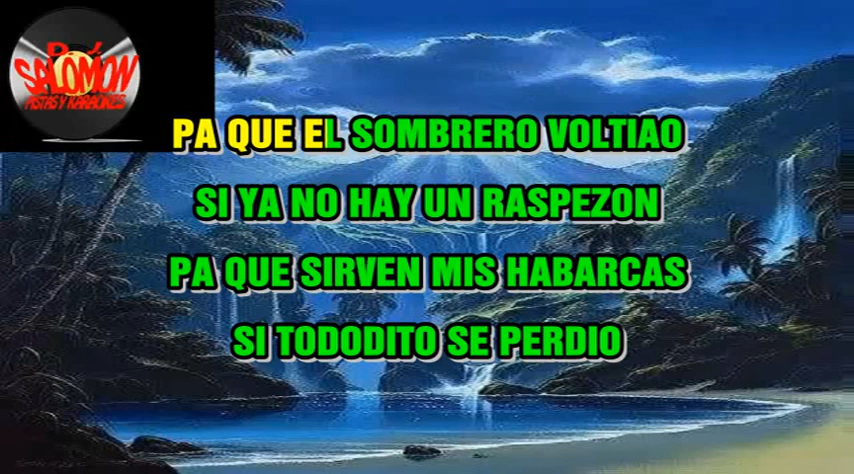 D. J.
SALOMON
PISTAS Y KARAOKES
PA QUE EL SOMBRERO VOLTIAO
SI YA NO HAY UN RASPEZON
PA QUE SIRVEN MIS HABARCAS
SI TODODITO SE PERDIO